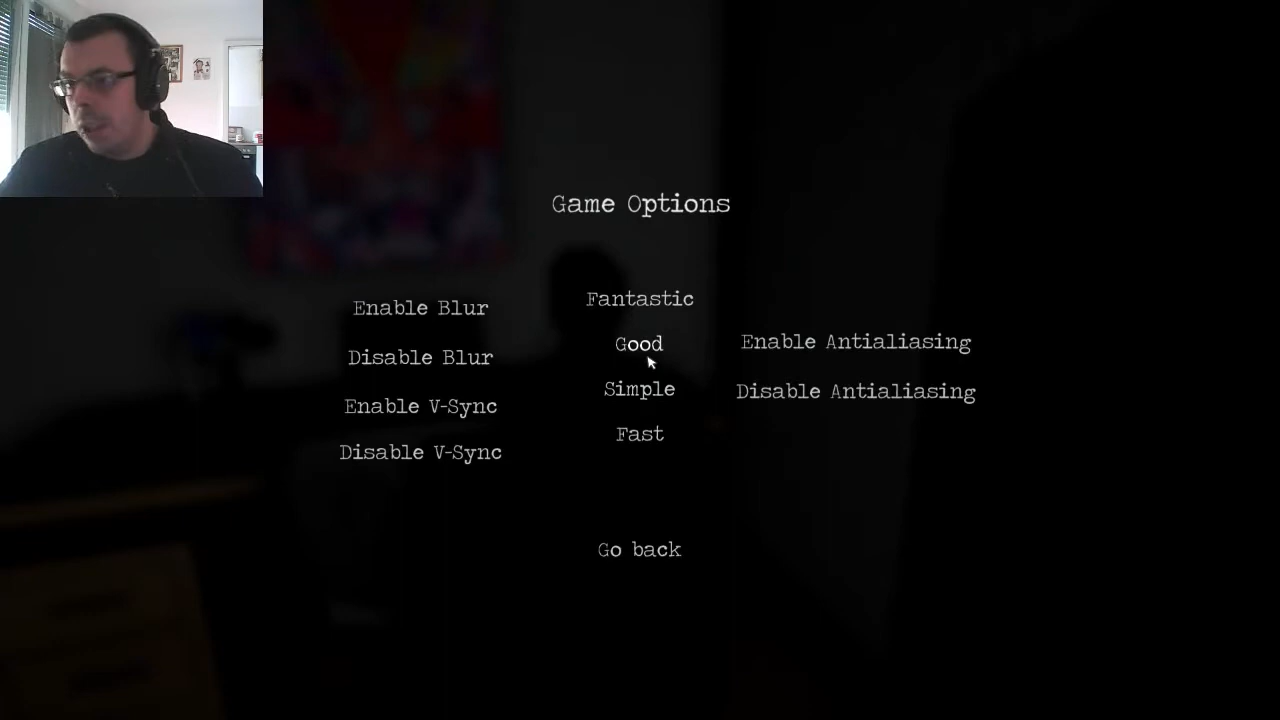 Game Options
Enable Blur
Disable Blur
Enable V-Sync
Disable V-Sync
Fantastic
Good
Simple
Fast
Enable Antialiasing
Disable Antialiasing
Go back